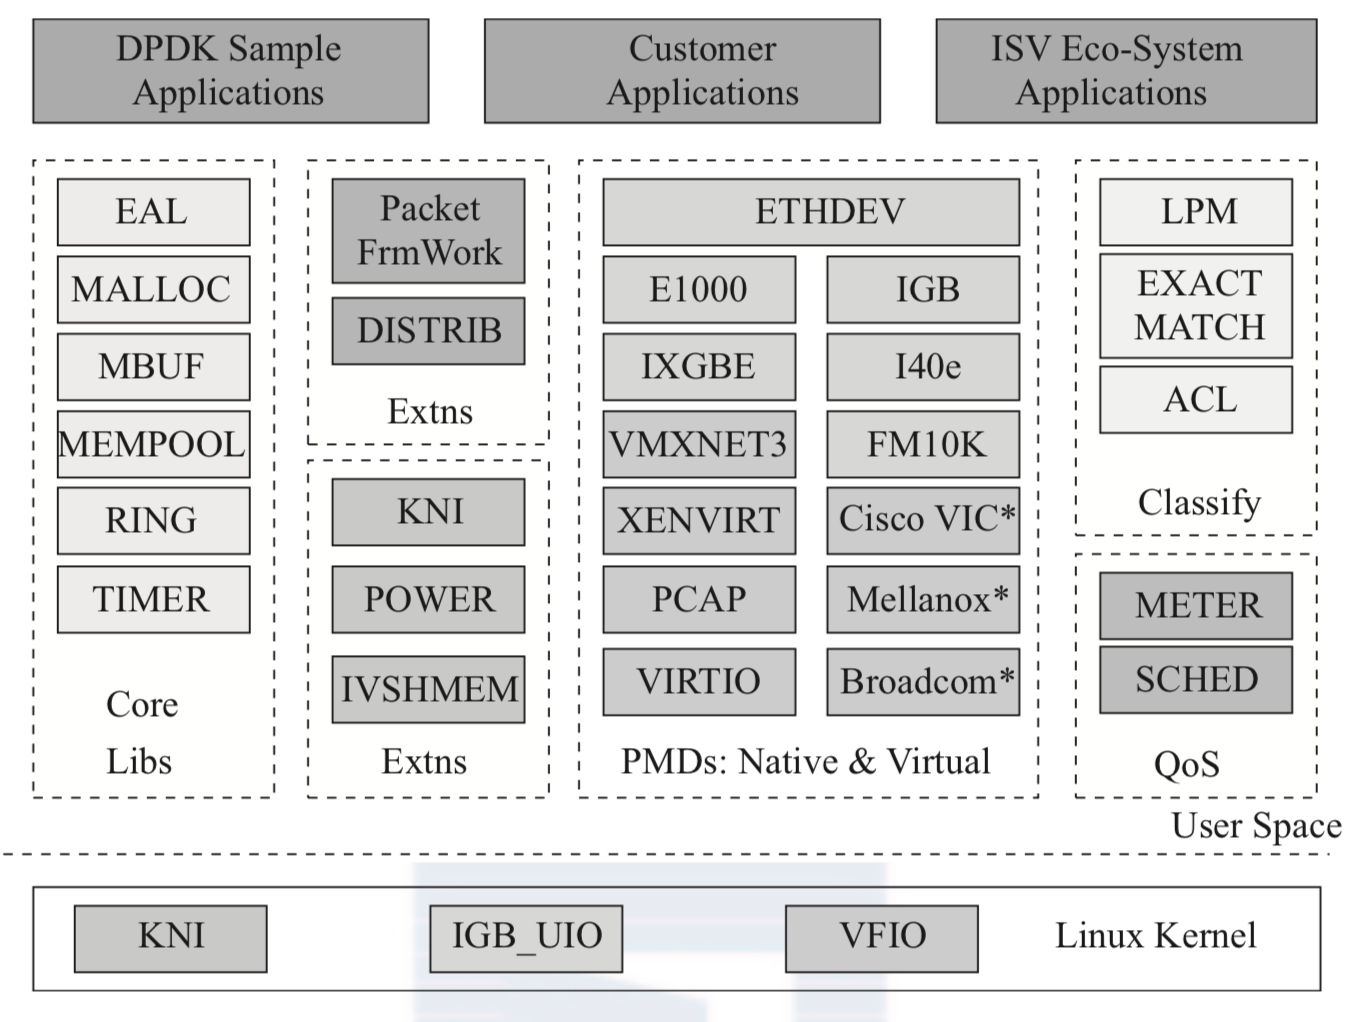 DPDK Sample
Applications
Customer
Applications
ISV Eco-System
Applications
EAL
MALLOC
MBUF
MEMPOOL
RING
TIMER
Core
Libs
Packet
FrmWork
DISTRIB
Extns
KNI
POWER
IVSHMEM
Extns
ETHDEV
E1000
IGB
IXGBE
I40e
VMXNET3
FM10K
XENVIRT
Cisco VIC*
PCAP
Mellanox*
VIRTIO
Broadcom*
PMDs: Native & Virtual
LPM
EXACT
MATCH
ACL
Classify
METER
SCHED
QoS
User Space
KNI
IGB_UIO
VFIO
Linux Kernel